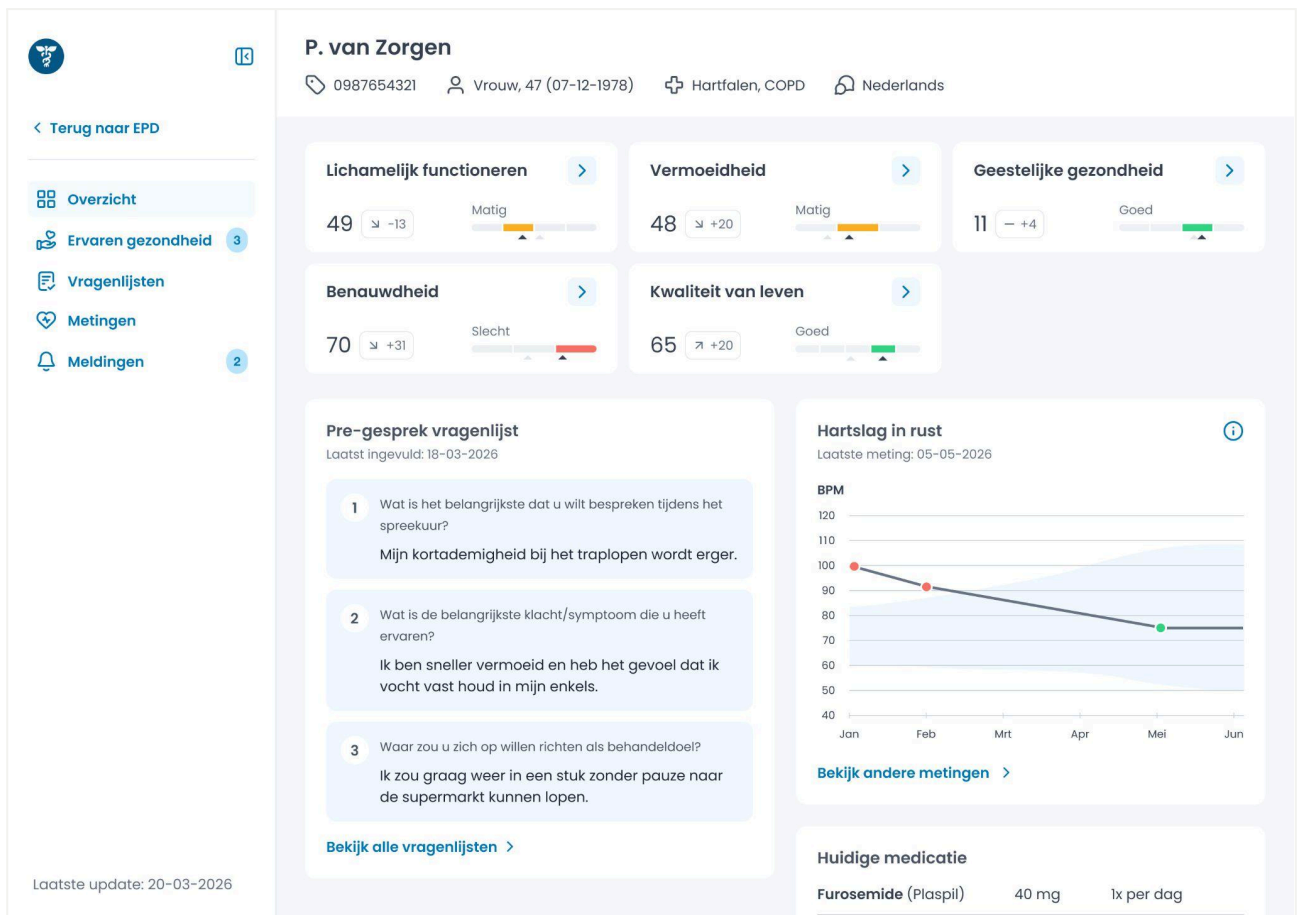 Terug naar EPD
Overzicht
Ervaren gezondheid 3
Vragenlijsten
Metingen
Meldingen 2
Laatste update: 20-03-2026
P. van Zorgen
0987654321 Vrouw, 47 (07-12-1978) Hartfalen, COPD Nederlands
Lichamelijk functioneren
49 -13
Matig
Vermoeidheid
48 +20
Matig
Geestelijke gezondheid
11 +4
Goed
Benauwdheid
70 +31
Slecht
Kwaliteit van leven
65 +20
Goed
Pre-gesprek vragenlijst
Laatst ingevuld: 18-03-2026
1 Wat is het belangrijkste dat u wilt bespreken tijdens het
spreekuur?
Mijn kortademigheid bij het traplopen wordt erger.
2 Wat is de belangrijkste klacht/symptoom die u heeft
ervaren?
Ik ben sneller vermoeid en heb het gevoel dat ik
vocht vast houd in mijn enkels.
3 Waar zou u zich op willen richten als behandeldoel?
Ik zou graag weer in een stuk zonder pauze naar
de supermarkt kunnen lopen.
Bekijk alle vragenlijsten
Hartslag in rust
Laatste meting: 05-05-2026
BPM
120
110
100
90
80
70
60
50
40
Jan Feb Mrt Apr Mei Jun
Bekijk andere metingen
Huidige medicatie
Furosemide (Plaspil) 40 mg 1x per dag